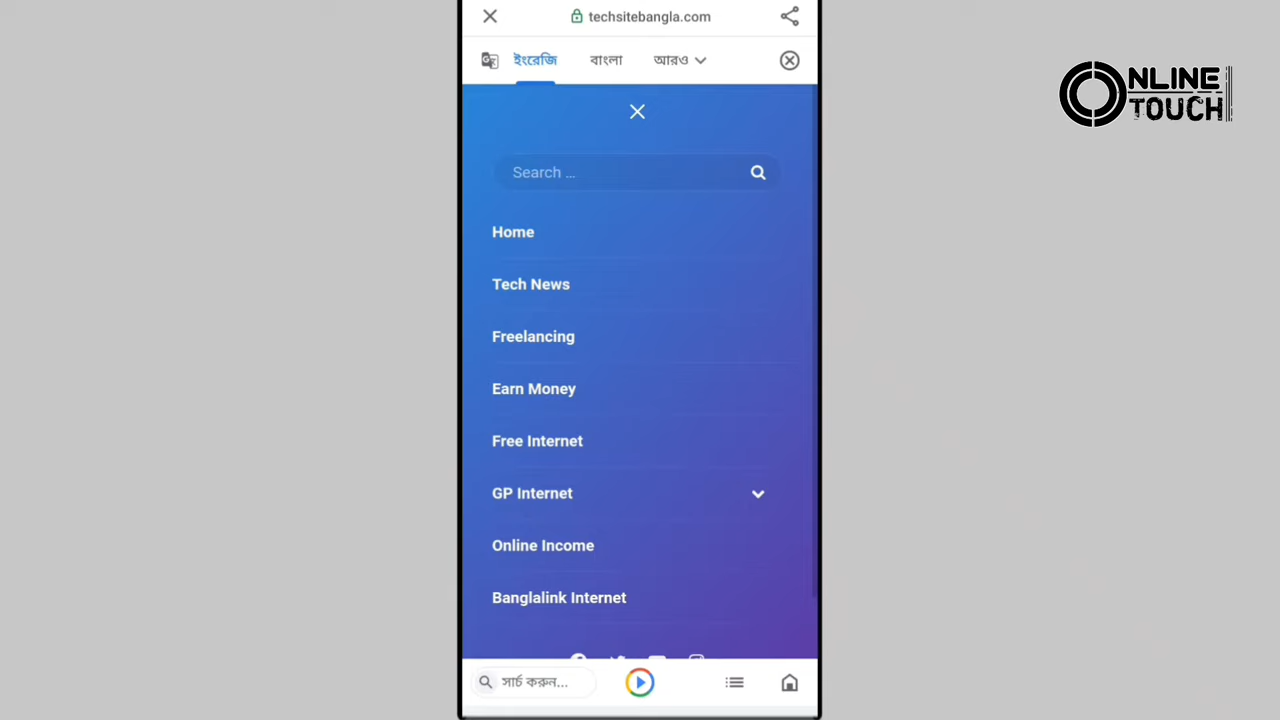 techsitebangla.com
ইংরেজি বাংলা আরও
ONLINE
TOUCH
Search ...
Home
Tech News
Freelancing
Earn Money
Free Internet
GP Internet
Online Income
Banglalink Internet
সার্চ করুন...